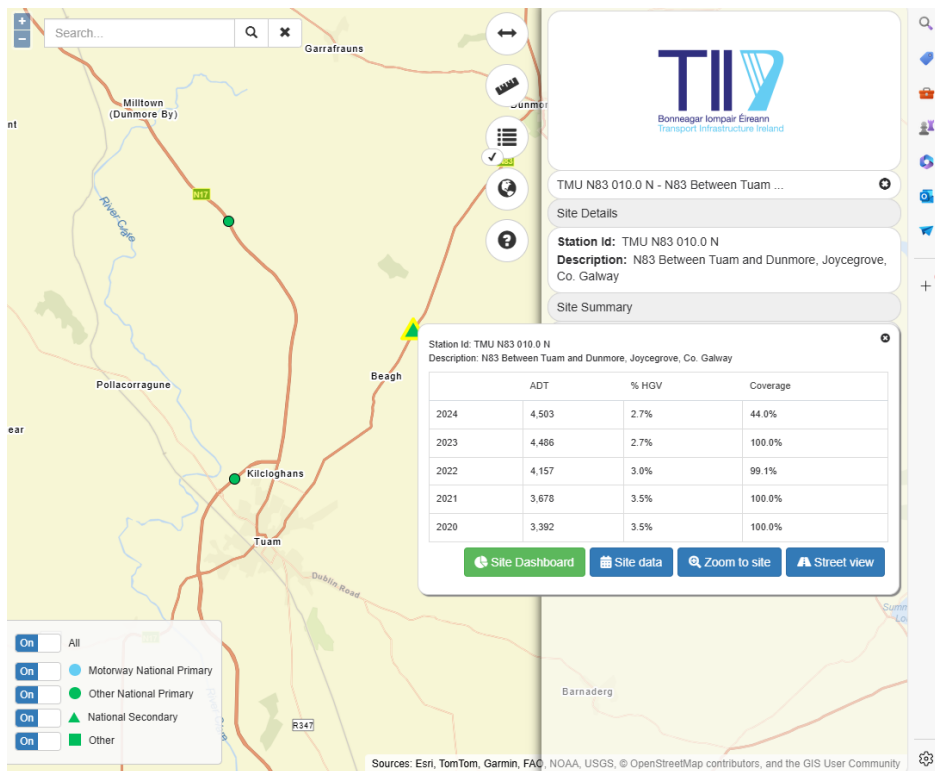 +
−
Search...
Garrafrauns
Milltown
(Dunmore By)
nt
N17
River Clare
Pollacorragune
Beagh
ear
Kilcloghans
Tuam
Dublin Road
R347
Barnaderg
TII
Bonneagar Iompair Éireann
Transport Infrastructure Ireland
TMU N83 010.0 N - N83 Between Tuam ...
Site Details
Station Id: TMU N83 010.0 N
Description: N83 Between Tuam and Dunmore, Joycegrove,
Co. Galway
Site Summary
Station Id: TMU N83 010.0 N
Description: N83 Between Tuam and Dunmore, Joycegrove, Co. Galway
ADT % HGV Coverage
2024 4,503 2.7% 44.0%
2023 4,486 2.7% 100.0%
2022 4,157 3.0% 99.1%
2021 3,678 3.5% 100.0%
2020 3,392 3.5% 100.0%
Site Dashboard Site data Zoom to site Street view
On All
On Motorway National Primary
On Other National Primary
On National Secondary
On Other
Sources: Esri, TomTom, Garmin, FAO, NOAA, USGS, © OpenStreetMap contributors, and the GIS User Community